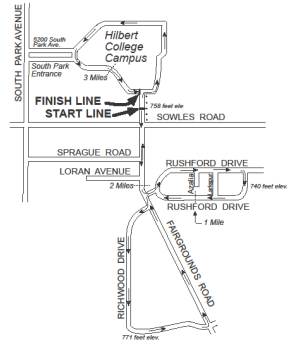 SOUTH PARK AVENUE
5200 South
Park Ave.
South Park
Entrance
Hilbert
College
Campus
3 Miles
FINISH LINE
START LINE
758 feet ele
SOWLES ROAD
SPRAGUE ROAD
LORAN AVENUE
2 Miles
RUSHFORD DRIVE
Azalia
Larkspur
740 feet elev.
RUSHFORD DRIVE
1 Mile
RICHWOOD DRIVE
FAIRGROUNDS ROAD
771 feet elev.